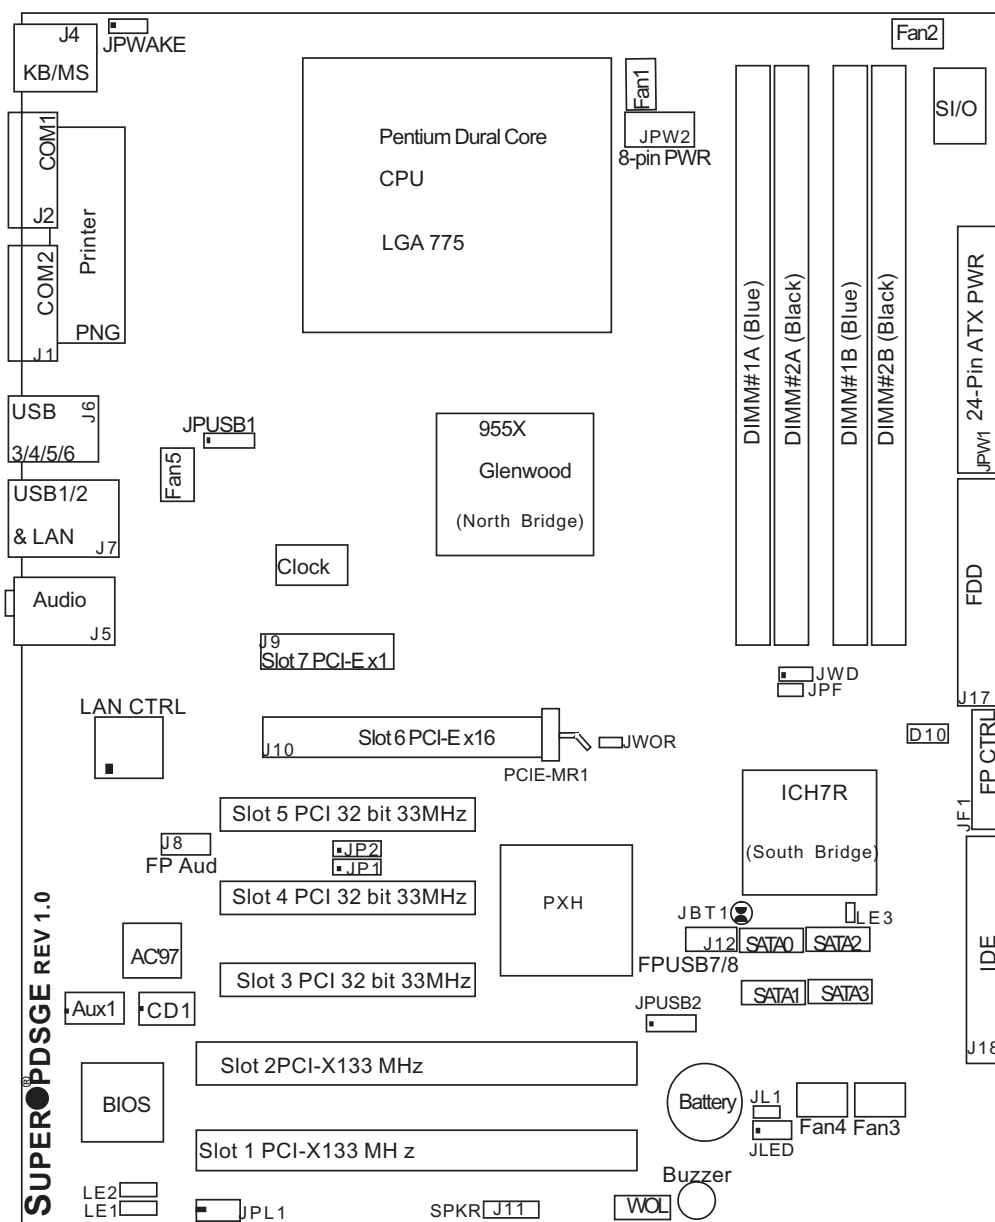 J4
KB/MS
JPWAKE
Fan2
Fan1
JPW2
8-pin PWR
SI/O
Pentium Dural Core
CPU
LGA 775
COM1
J2
Printer
PNG
COM2
J1
DIMM#1A (Blue)
DIMM#2A (Black)
DIMM#1B (Blue)
DIMM#2B (Black)
24-Pin ATX PWR
JPW1
USB
J6
3/4/5/6
JPUSB1
Fan5
USB1/2
& LAN
J7
955X
Glenwood
(North Bridge)
Clock
Audio
J5
FDD
J17
J9
Slot 7 PCI-E x1
JWD
JPF
LAN CTRL
J10
Slot 6 PCI-E x16
PCIE-MR1
JWOR
D10
FP CTRL
JF1
ICH7R
(South Bridge)
Slot 5 PCI 32 bit 33MHz
J8
FP Aud
JP2
JP1
Slot 4 PCI 32 bit 33MHz
PXH
JBT1
LE3
J12
FPUSB7/8
SATA0
SATA2
SATA1
SATA3
IDE
J18
AC'97
Slot 3 PCI 32 bit 33MHz
Aux1
CD1
JPUSB2
Slot 2PCI-X133 MHz
BIOS
Battery
JL1
JLED
Fan4
Fan3
Slot 1 PCI-X133 MH z
SUPER®PDSGE REV 1.0
LE2
LE1
JPL1
SPKR
J11
WOL
Buzzer